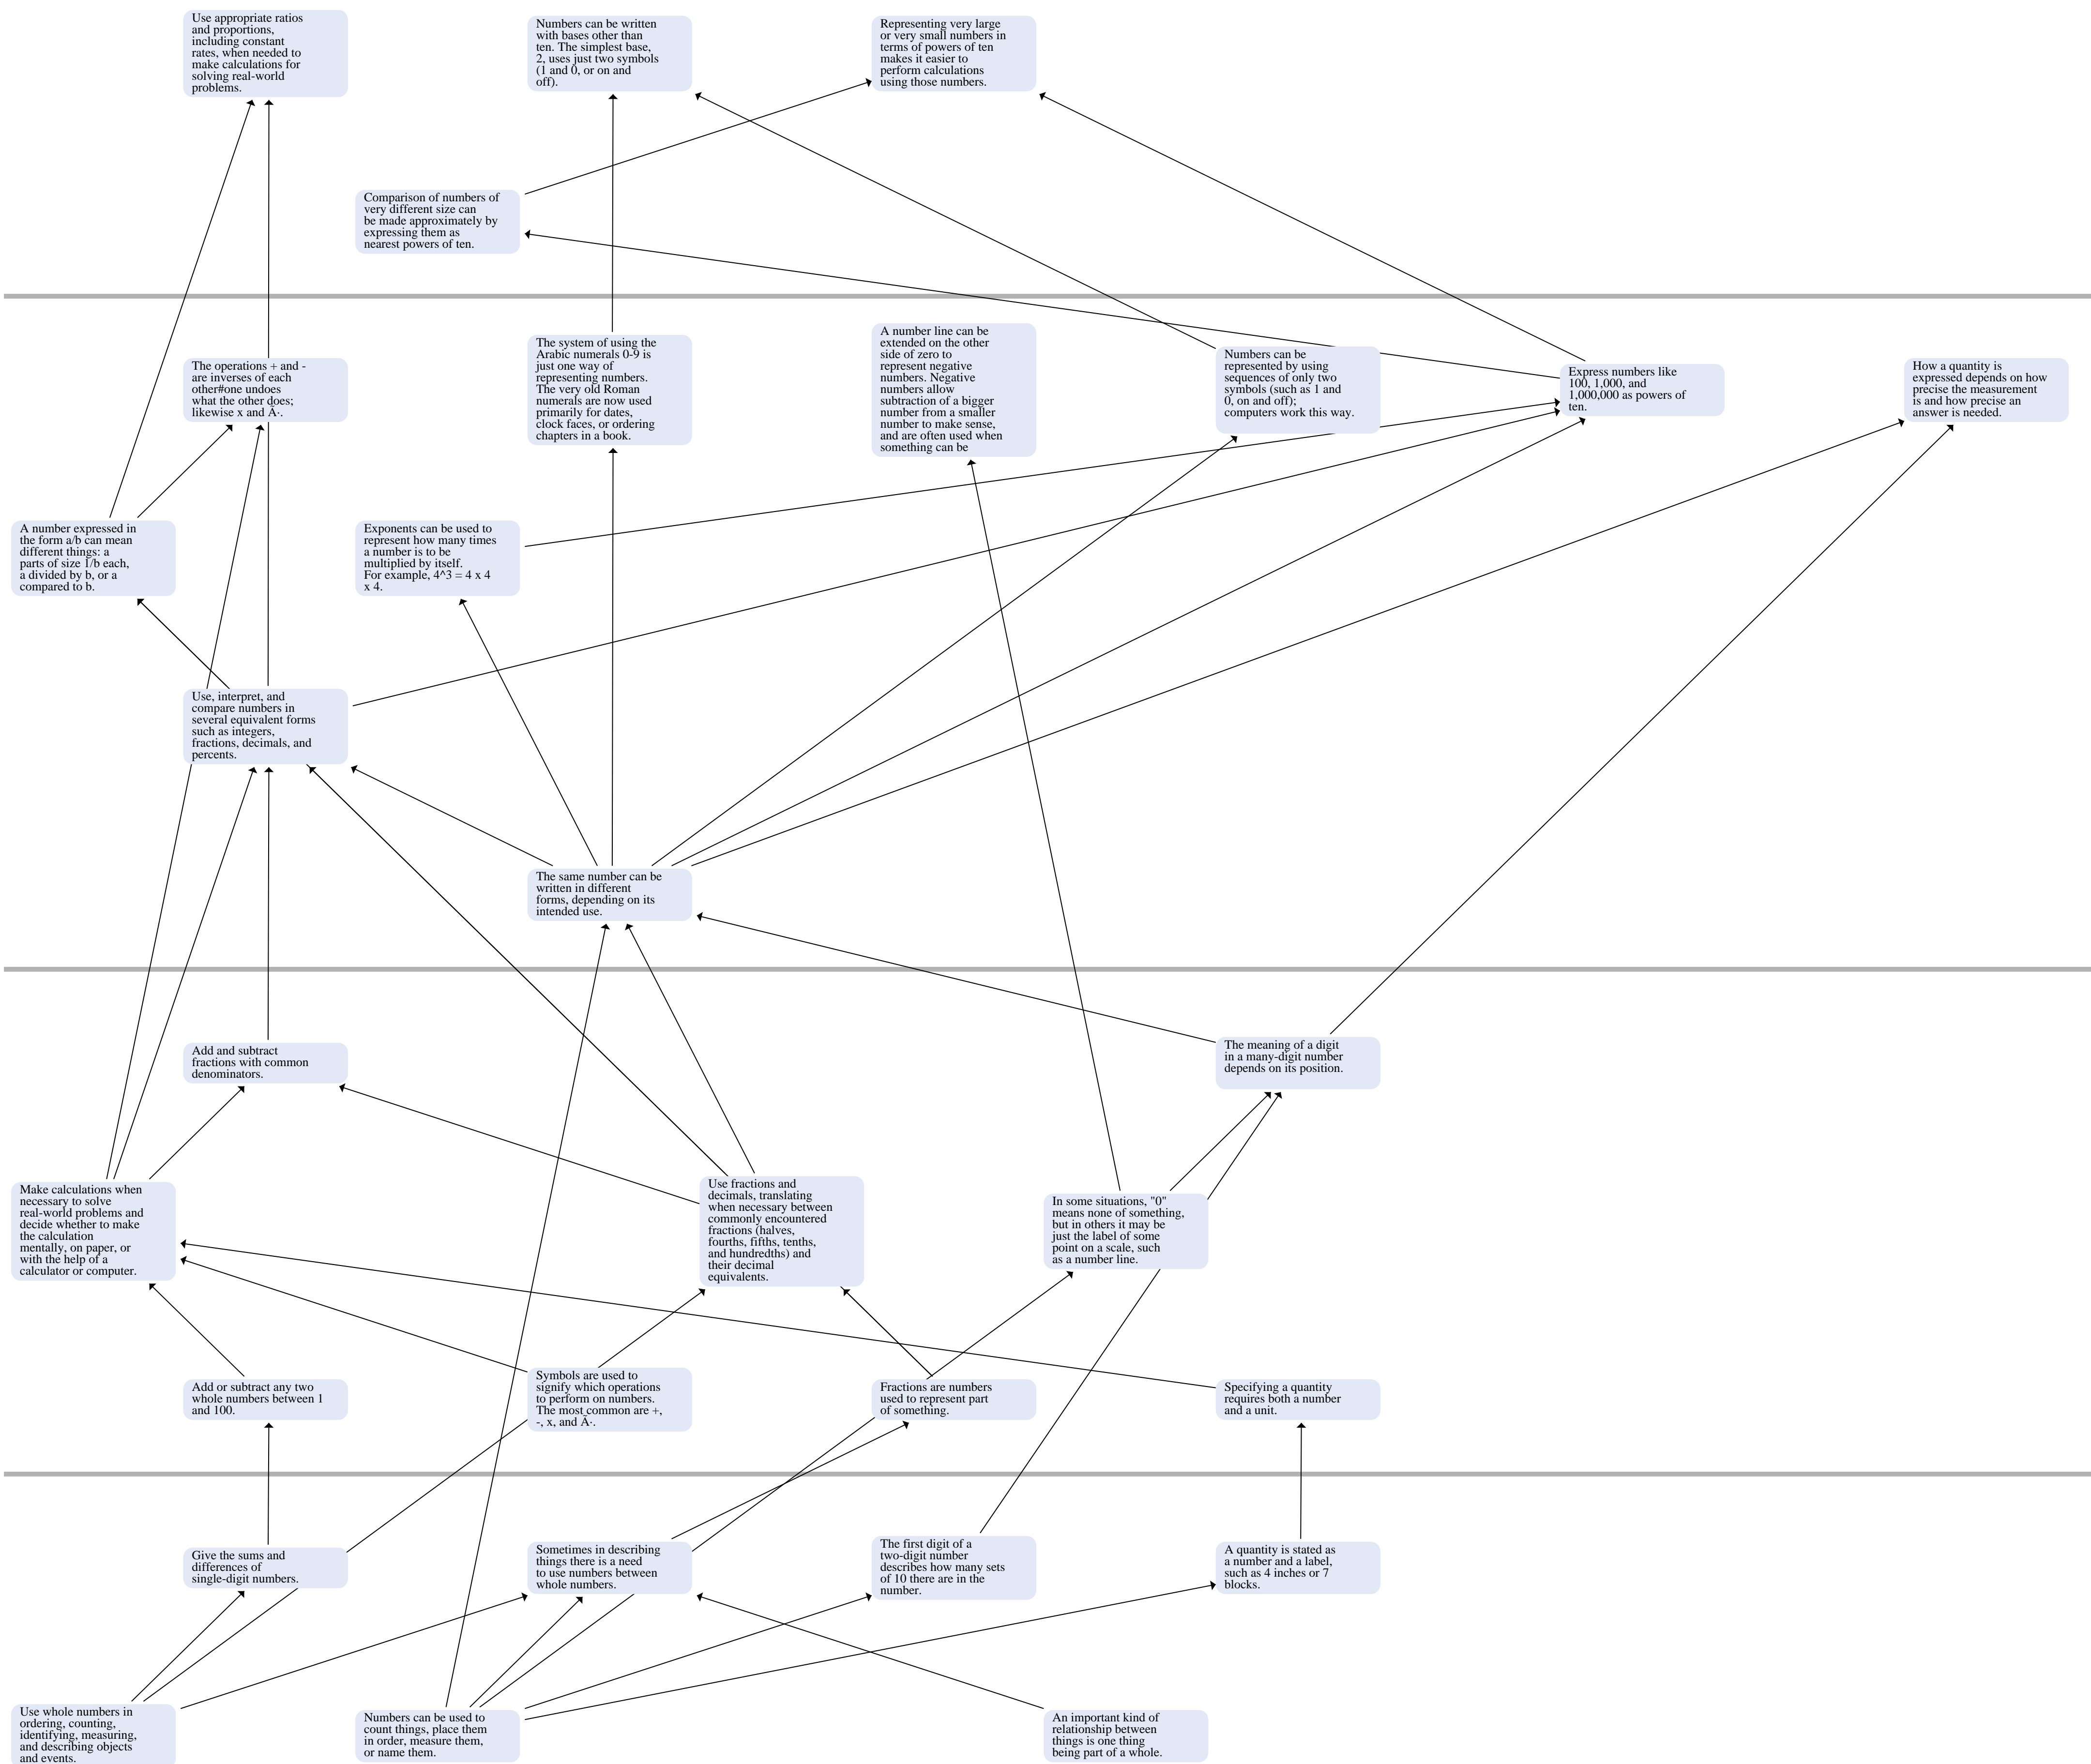 Use appropriate ratios
and proportions,
including constant
rates, when needed to
make calculations for
solving real-world
problems.
Numbers can be written
with bases other than
ten. The simplest base,
2, uses just two symbols
(1 and 0, or on and
off).
Representing very large
or very small numbers in
terms of powers of ten
makes it easier to
perform calculations
using those numbers.
Comparison of numbers of
very different size can
be made approximately by
expressing them as
nearest powers of ten.
The operations + and -
are inverses of each
other#one undoes
what the other does;
likewise x and Ã·.
The system of using the
Arabic numerals 0-9 is
just one way of
representing numbers.
The very old Roman
numerals are now used
primarily for dates,
clock faces, or ordering
chapters in a book.
A number line can be
extended on the other
side of zero to
represent negative
numbers. Negative
numbers allow
subtraction of a bigger
number from a smaller
number to make sense,
and are often used when
something can be
Numbers can be
represented by using
sequences of only two
symbols (such as 1 and
0, on and off);
computers work this way.
Express numbers like
100, 1,000, and
1,000,000 as powers of
ten.
How a quantity is
expressed depends on how
precise the measurement
is and how precise an
answer is needed.
A number expressed in
the form a/b can mean
different things: a
parts of size 1/b each,
a divided by b, or a
compared to b.
Exponents can be used to
represent how many times
a number is to be
multiplied by itself.
For example, 4^3 = 4 x 4
x 4.
Use, interpret, and
compare numbers in
several equivalent forms
such as integers,
fractions, decimals, and
percents.
The same number can be
written in different
forms, depending on its
intended use.
Add and subtract
fractions with common
denominators.
The meaning of a digit
in a many-digit number
depends on its position.
Make calculations when
necessary to solve
real-world problems and
decide whether to make
the calculation
mentally, on paper, or
with the help of a
calculator or computer.
Use fractions and
decimals, translating
when necessary between
commonly encountered
fractions (halves,
fourths, fifths, tenths,
and hundredths) and
their decimal
equivalents.
In some situations, "0"
means none of something,
but in others it may be
just the label of some
point on a scale, such
as a number line.
Add or subtract any two
whole numbers between 1
and 100.
Symbols are used to
signify which operations
to perform on numbers.
The most common are +,
-, x, and Ã·.
Fractions are numbers
used to represent part
of something.
Specifying a quantity
requires both a number
and a unit.
Give the sums and
differences of
single-digit numbers.
Sometimes in describing
things there is a need
to use numbers between
whole numbers.
The first digit of a
two-digit number
describes how many sets
of 10 there are in the
number.
A quantity is stated as
a number and a label,
such as 4 inches or 7
blocks.
Use whole numbers in
ordering, counting,
identifying, measuring,
and describing objects
and events.
Numbers can be used to
count things, place them
in order, measure them,
or name them.
An important kind of
relationship between
things is one thing
being part of a whole.